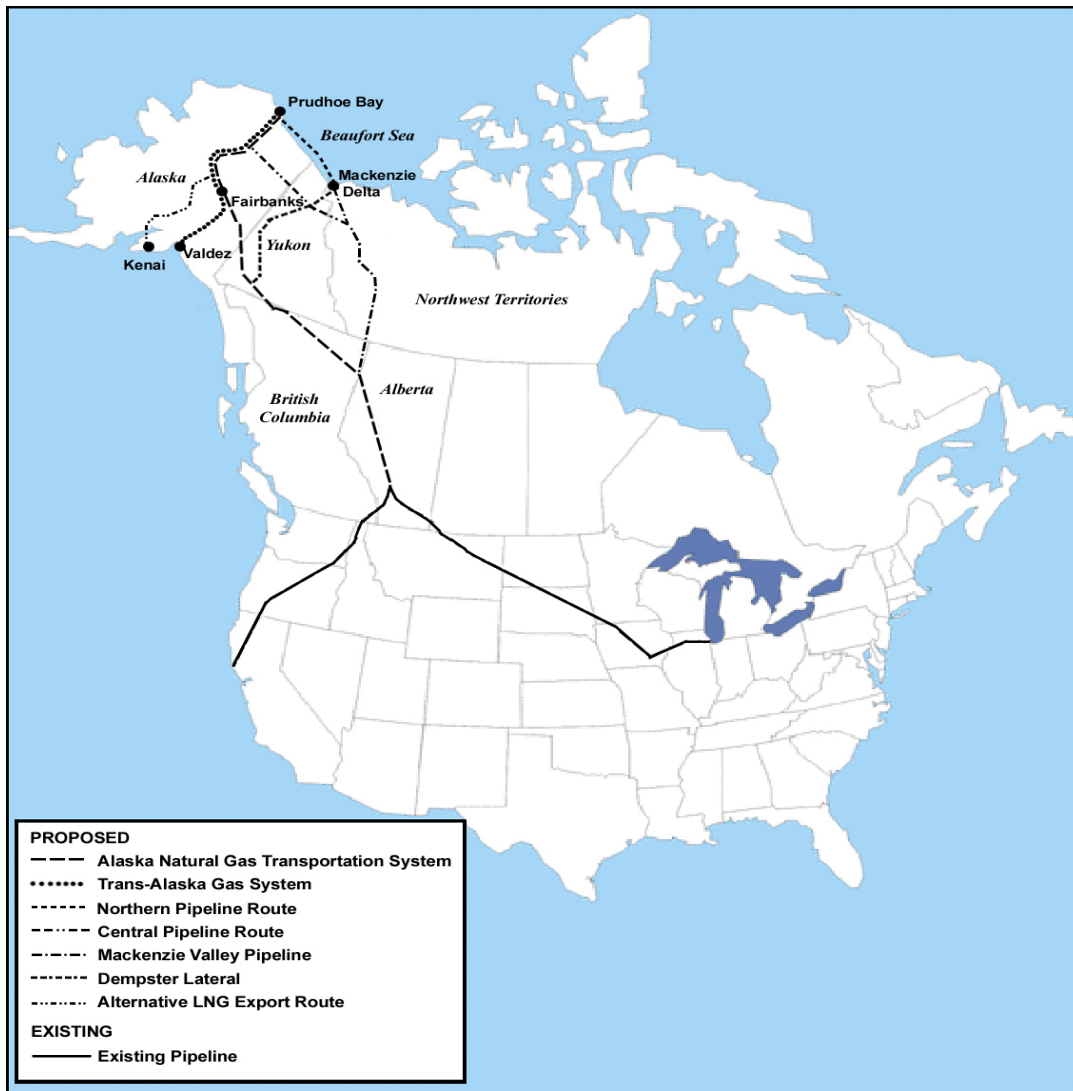 Prudhoe Bay
Beaufort Sea
Mackenzie
Delta
Alaska
Fairbanks
Yukon
Kenai
Valdez
Northwest Territories
British
Columbia
Alberta
PROPOSED
Alaska Natural Gas Transportation System
Trans-Alaska Gas System
Northern Pipeline Route
Central Pipeline Route
Mackenzie Valley Pipeline
Dempster Lateral
Alternative LNG Export Route
EXISTING
Existing Pipeline